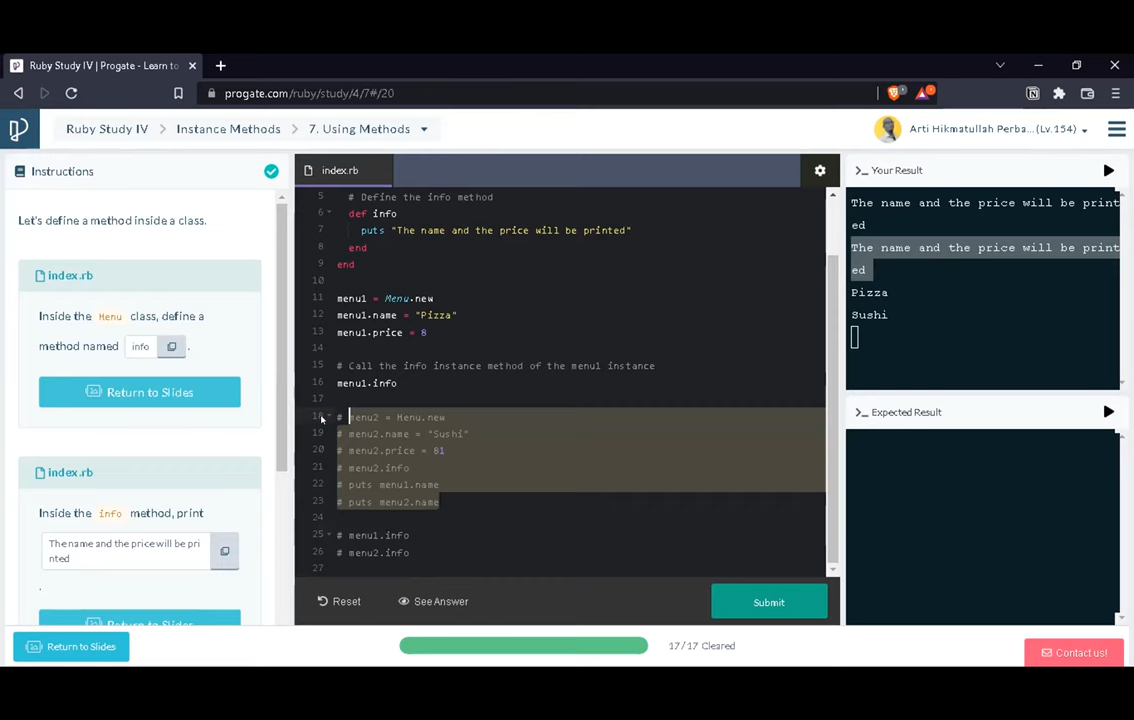 Ruby Study IV | Progate - Learn to
progate.com/ruby/study/4/7#/20
Ruby Study IV
Instance Methods
7. Using Methods
Arti Hikmatullah Perba...(Lv.154)
Instructions
Let's define a method inside a class.
index.rb
Inside the Menu class, define a
method named info .
Return to Slides
index.rb
Inside the info method, print
The name and the price will be pri
nted
.
Return to Slides
index.rb
5 # Define the info method
6 def info
7 puts "The name and the price will be printed"
8 end
9 end
10
11 menu1 = Menu.new
12 menu1.name = "Pizza"
13 menu1.price = 8
14
15 # Call the info instance method of the menu1 instance
16 menu1.info
17
18 # menu2 = Menu.new
19 # menu2.name = "Sushi"
20 # menu2.price = 81
21 # menu2.info
22 # puts menu1.name
23 # puts menu2.name
24
25 # menu1.info
26 # menu2.info
27
Reset
See Answer
Submit
Your Result
The name and the price will be print
ed
The name and the price will be print
ed
Pizza
Sushi
Expected Result
Return to Slides
17/17 Cleared
Contact us!